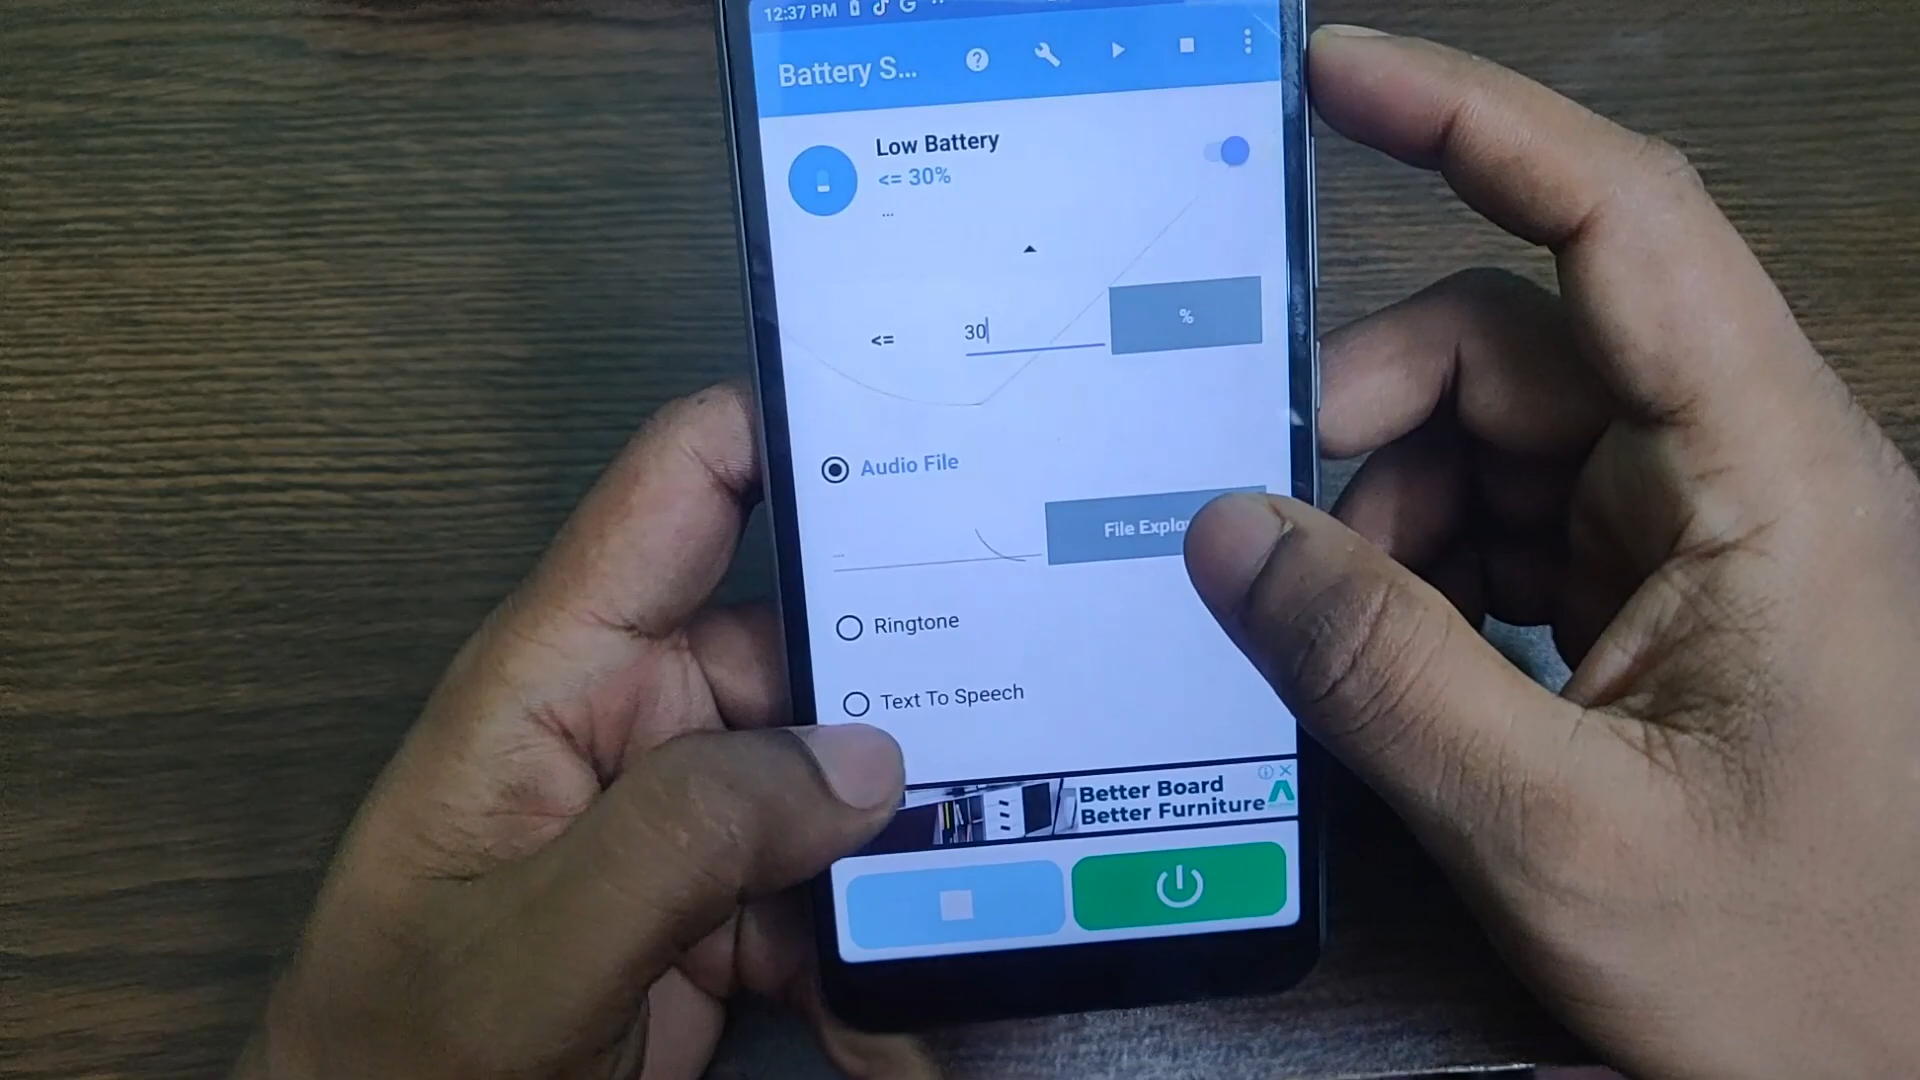 12:37 PM
Battery S...
Low Battery
<= 30%
...
<= 30 %
Audio File
... File Explo
Ringtone
Text To Speech
Better Board
Better Furniture